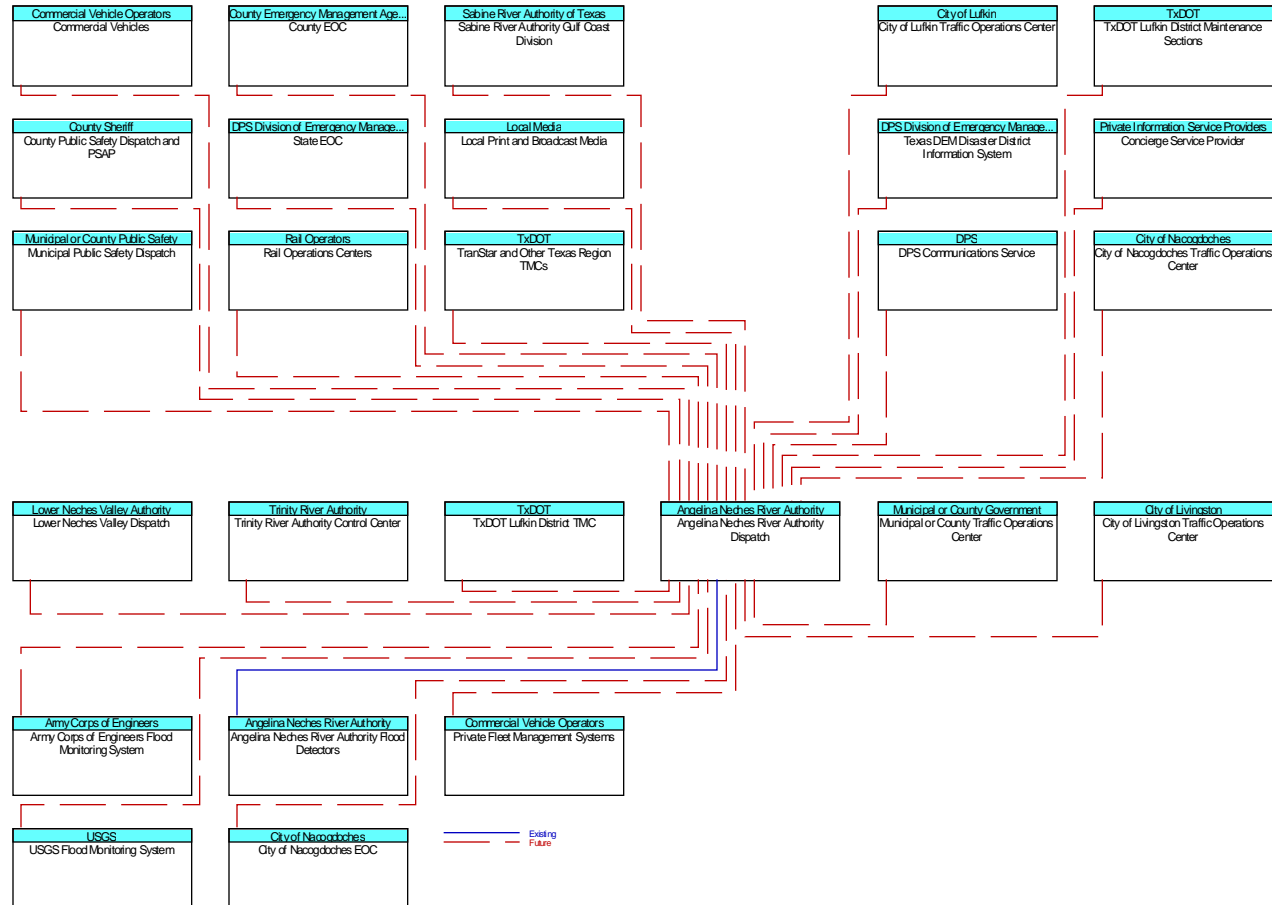 Commercial Vehicle Operators
Commercial Vehicles
County Emergency Management Age...
County EOC
Sabine River Authority of Texas
Sabine River Authority Gulf Coast
Division
City of Lufkin
City of Lufkin Traffic Operations Center
TxDOT
TxDOT Lufkin District Maintenance
Sections
County Sheriff
County Public Safety Dispatch and
PSAP
DPS Division of Emergency Manage...
State EOC
Local Media
Local Print and Broadcast Media
DPS Division of Emergency Manage...
Texas DEM Disaster District
Information System
Private Information Service Providers
Concierge Service Provider
Municipal or County Public Safety
Municipal Public Safety Dispatch
Rail Operators
Rail Operations Centers
TxDOT
TranStar and Other Texas Region
TMCs
DPS
DPS Communications Service
City of Nacogdoches
City of Nacogdoches Traffic Operations
Center
Lower Neches Valley Authority
Lower Neches Valley Dispatch
Trinity River Authority
Trinity River Authority Control Center
TxDOT
TxDOT Lufkin District TMC
Angelina Neches River Authority
Angelina Neches River Authority
Dispatch
Municipal or County Government
Municipal or County Traffic Operations
Center
City of Livingston
City of Livingston Traffic Operations
Center
Army Corps of Engineers
Army Corps of Engineers Flood
Monitoring System
Angelina Neches River Authority
Angelina Neches River Authority Flood
Detectors
Commercial Vehicle Operators
Private Fleet Management Systems
USGS
USGS Flood Monitoring System
City of Nacogdoches
City of Nacogdoches EOC
Existing
Future